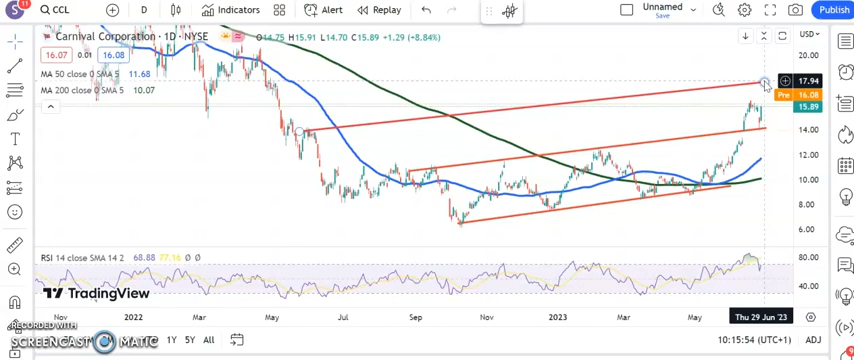 S 11 CCL D Indicators Alert Replay Unnamed Save Publish
Carnival Corporation · 1D · NYSE O14.75 H15.91 L14.70 C15.89 +1.29 (+8.84%) USD
16.07 0.01 16.08
MA 50 close 0 SMA 5 11.68
MA 200 close 0 SMA 5 10.07
20.00
17.94
Pre 16.08
15.89
14.00
12.00
10.00
8.00
6.00
RSI 14 close SMA 14 2 68.88 77.16 Ø Ø
80.00
40.00
TradingView
Nov 2022 Mar May Jul Sep Nov 2023 Mar May Thu 29 Jun '23
RECORDED WITH
SCREENCAST MATIC
1Y 5Y All 10:15:54 (UTC+1) ADJ